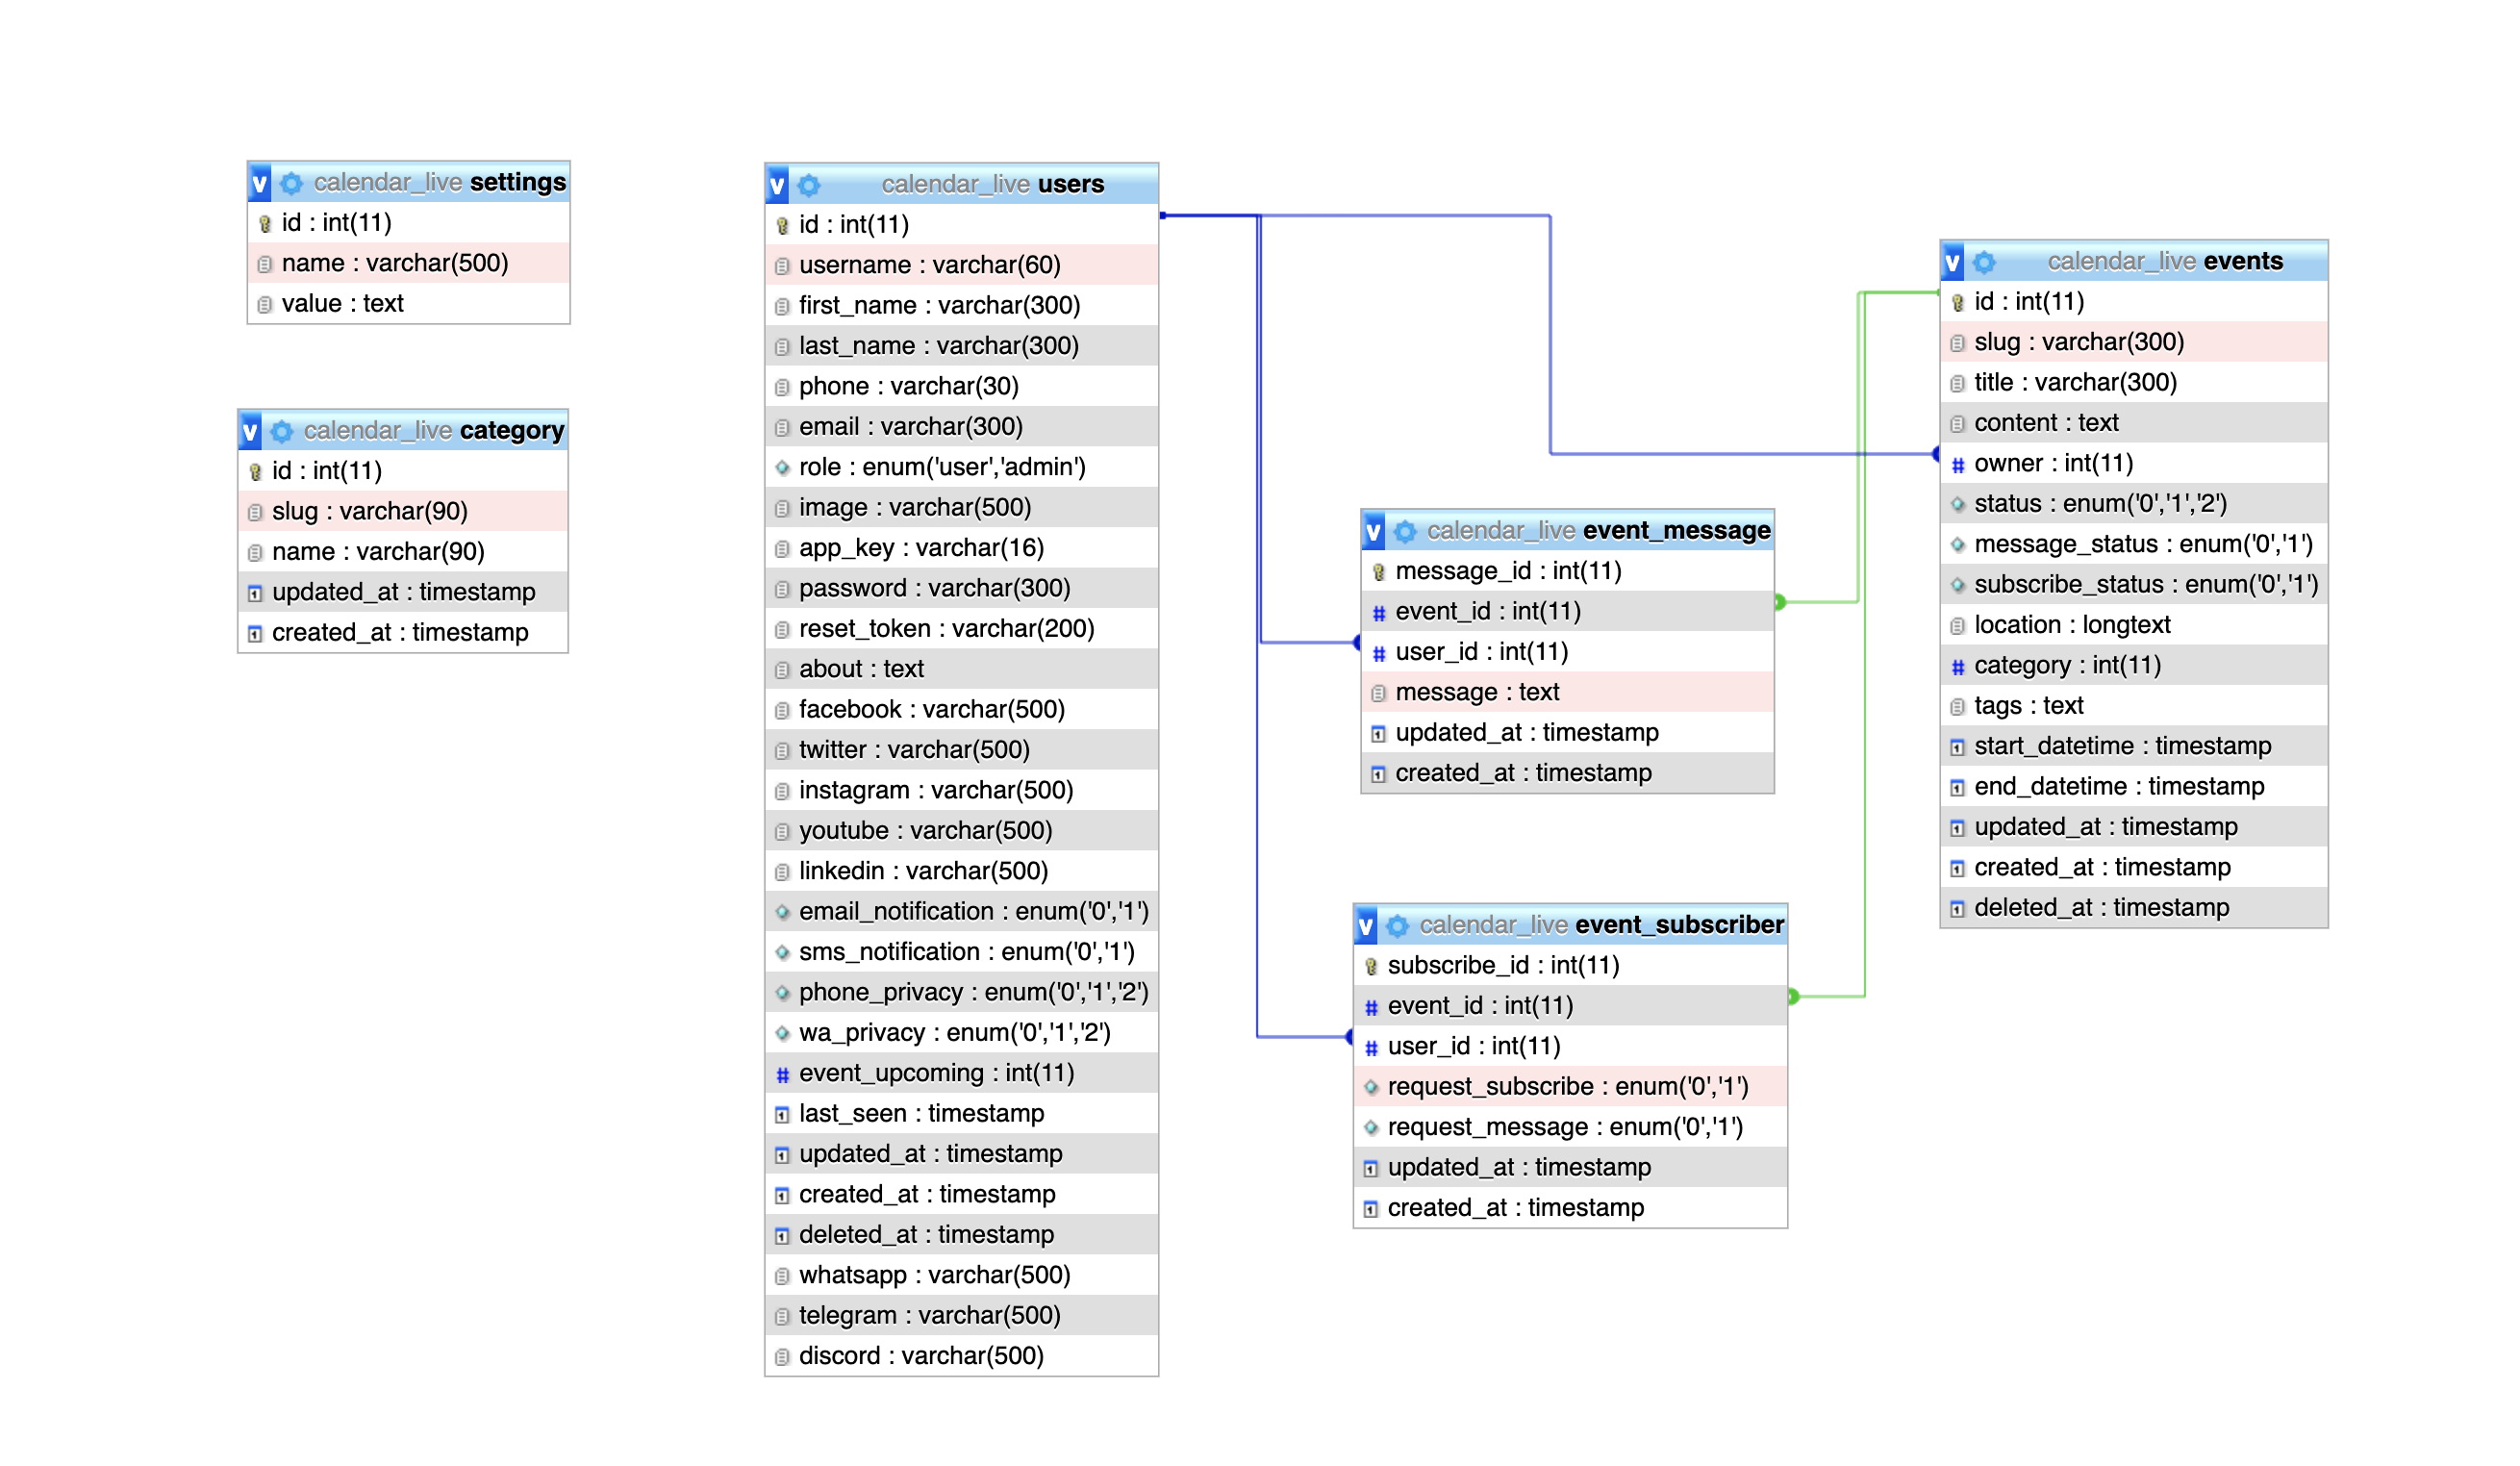 v calendar_live settings
id : int(11)
name : varchar(500)
value : text
v calendar_live category
id : int(11)
slug : varchar(90)
name : varchar(90)
updated_at : timestamp
created_at : timestamp
v calendar_live users
id : int(11)
username : varchar(60)
first_name : varchar(300)
last_name : varchar(300)
phone : varchar(30)
email : varchar(300)
role : enum('user','admin')
image : varchar(500)
app_key : varchar(16)
password : varchar(300)
reset_token : varchar(200)
about : text
facebook : varchar(500)
twitter : varchar(500)
instagram : varchar(500)
youtube : varchar(500)
linkedin : varchar(500)
email_notification : enum('0','1')
sms_notification : enum('0','1')
phone_privacy : enum('0','1','2')
wa_privacy : enum('0','1','2')
# event_upcoming : int(11)
last_seen : timestamp
updated_at : timestamp
created_at : timestamp
deleted_at : timestamp
whatsapp : varchar(500)
telegram : varchar(500)
discord : varchar(500)
v calendar_live event_message
message_id : int(11)
# event_id : int(11)
# user_id : int(11)
message : text
updated_at : timestamp
created_at : timestamp
v calendar_live event_subscriber
subscribe_id : int(11)
# event_id : int(11)
# user_id : int(11)
request_subscribe : enum('0','1')
request_message : enum('0','1')
updated_at : timestamp
created_at : timestamp
v calendar_live events
id : int(11)
slug : varchar(300)
title : varchar(300)
content : text
# owner : int(11)
status : enum('0','1','2')
message_status : enum('0','1')
subscribe_status : enum('0','1')
location : longtext
# category : int(11)
tags : text
start_datetime : timestamp
end_datetime : timestamp
updated_at : timestamp
created_at : timestamp
deleted_at : timestamp